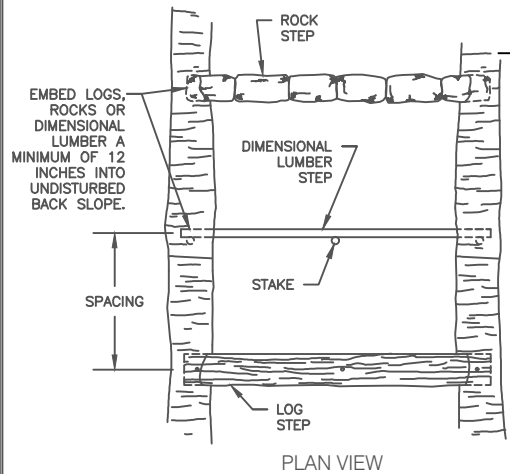 ROCK
STEP
EMBED LOGS,
ROCKS OR
DIMENSIONAL
LUMBER A
MINIMUM OF 12
INCHES INTO
UNDISTURBED
BACK SLOPE.
DIMENSIONAL
LUMBER
STEP
STAKE
SPACING
LOG
STEP
PLAN VIEW